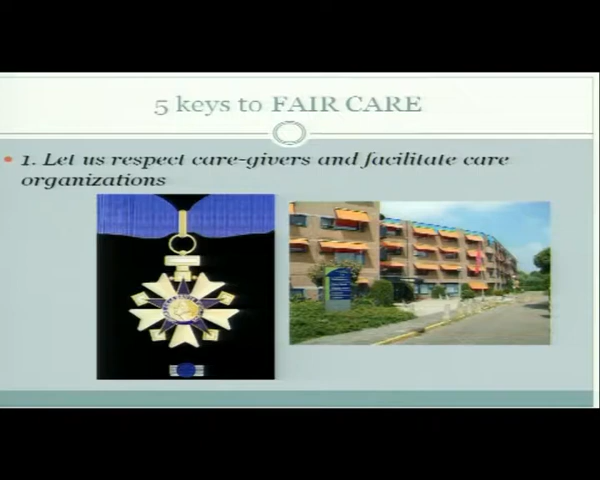 5 keys to FAIR CARE
1. Let us respect care-givers and facilitate care
organizations